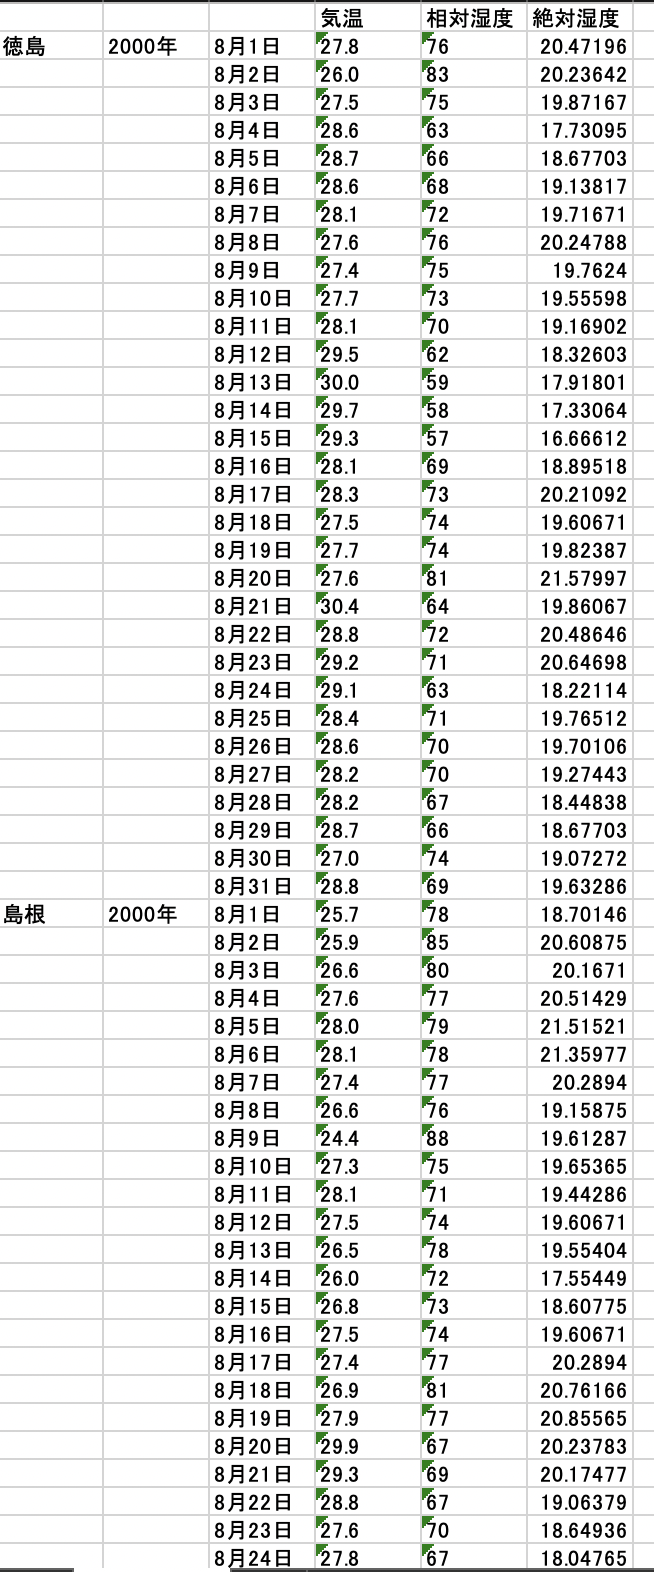 気温 相対湿度 絶対湿度
徳島 2000年 8月1日 27.8 76 20.47196
8月2日 26.0 83 20.23642
8月3日 27.5 75 19.87167
8月4日 28.6 63 17.73095
8月5日 28.7 66 18.67703
8月6日 28.6 68 19.13817
8月7日 28.1 72 19.71671
8月8日 27.6 76 20.24788
8月9日 27.4 75 19.7624
8月10日 27.7 73 19.55598
8月11日 28.1 70 19.16902
8月12日 29.5 62 18.32603
8月13日 30.0 59 17.91801
8月14日 29.7 58 17.33064
8月15日 29.3 57 16.66612
8月16日 28.1 69 18.89518
8月17日 28.3 73 20.21092
8月18日 27.5 74 19.60671
8月19日 27.7 74 19.82387
8月20日 27.6 81 21.57997
8月21日 30.4 64 19.86067
8月22日 28.8 72 20.48646
8月23日 29.2 71 20.64698
8月24日 29.1 63 18.22114
8月25日 28.4 71 19.76512
8月26日 28.6 70 19.70106
8月27日 28.2 70 19.27443
8月28日 28.2 67 18.44838
8月29日 28.7 66 18.67703
8月30日 27.0 74 19.07272
8月31日 28.8 69 19.63286
島根 2000年 8月1日 25.7 78 18.70146
8月2日 25.9 85 20.60875
8月3日 26.6 80 20.1671
8月4日 27.6 77 20.51429
8月5日 28.0 79 21.51521
8月6日 28.1 78 21.35977
8月7日 27.4 77 20.2894
8月8日 26.6 76 19.15875
8月9日 24.4 88 19.61287
8月10日 27.3 75 19.65365
8月11日 28.1 71 19.44286
8月12日 27.5 74 19.60671
8月13日 26.5 78 19.55404
8月14日 26.0 72 17.55449
8月15日 26.8 73 18.60775
8月16日 27.5 74 19.60671
8月17日 27.4 77 20.2894
8月18日 26.9 81 20.76166
8月19日 27.9 77 20.85565
8月20日 29.9 67 20.23783
8月21日 29.3 69 20.17477
8月22日 28.8 67 19.06379
8月23日 27.6 70 18.64936
8月24日 27.8 67 18.04765